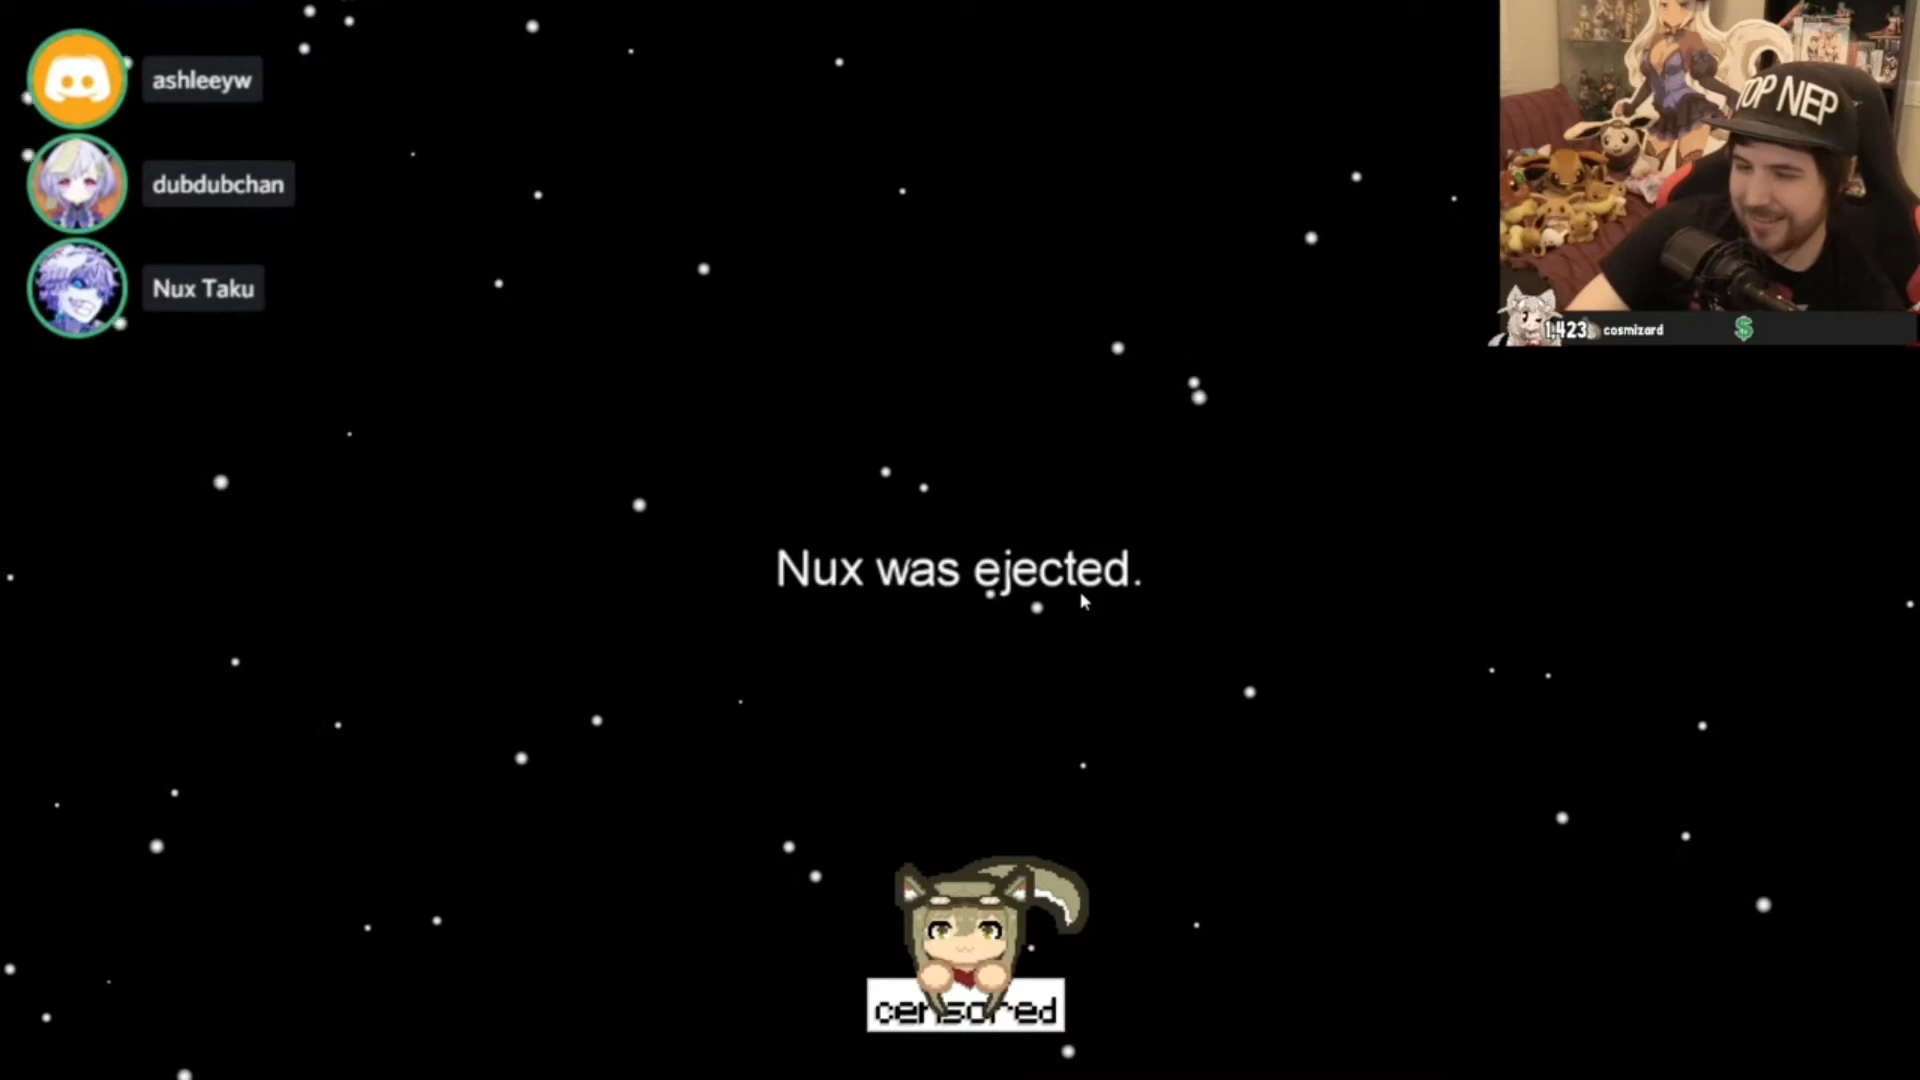 ashleeyw
TOP NEP
dubdubchan
Nux Taku
1,423
cosmizard
$
Nux was ejected.
censored